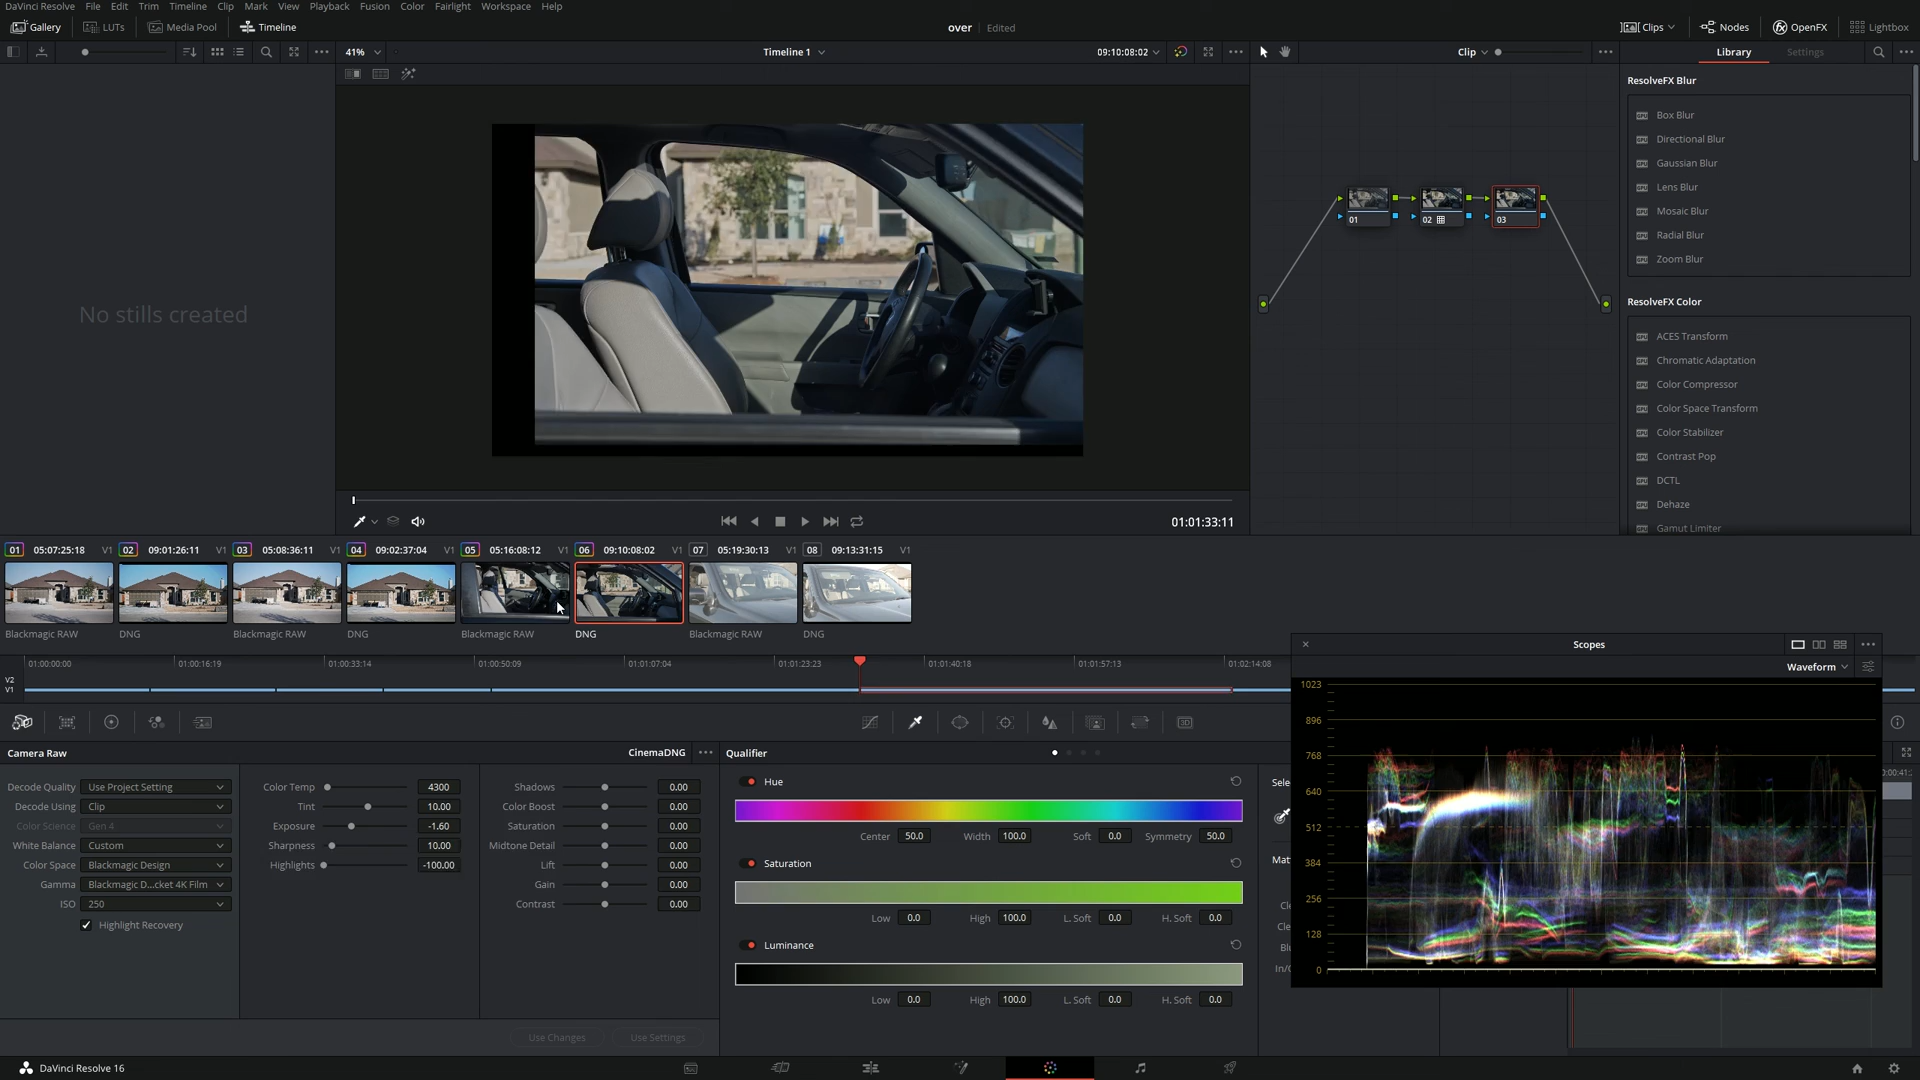 DaVinci Resolve File Edit Trim Timeline Clip Mark View Playback Fusion Color Fairlight Workspace Help
Gallery LUTs Media Pool Timeline over Edited Clips Nodes OpenFX Lightbox
41% Timeline 1 09:10:08:02 Clip Library Settings
ResolveFX Blur
Box Blur
Directional Blur
Gaussian Blur
Lens Blur
Mosaic Blur
Radial Blur
Zoom Blur
01 02 03
ResolveFX Color
ACES Transform
Chromatic Adaptation
Color Compressor
Color Space Transform
Color Stabilizer
Contrast Pop
DCTL
Dehaze
Gamut Limiter
No stills created
01:01:33:11
01 05:07:25:18 V1 02 09:01:26:11 V1 03 05:08:36:11 V1 04 09:02:37:04 V1 05 05:16:08:12 V1 06 09:10:08:02 V1 07 05:19:30:13 V1 08 09:13:31:15 V1
Blackmagic RAW DNG Blackmagic RAW DNG Blackmagic RAW DNG Blackmagic RAW DNG
01:00:00:00 01:00:16:19 01:00:33:14 01:00:50:09 01:01:07:04 01:01:23:23 01:01:40:18 01:01:57:13 01:02:14:08
V2
V1
Scopes
Waveform
1023
896
768
640
512
384
256
128
0
Camera Raw CinemaDNG
Decode Quality Use Project Setting
Decode Using Clip
Color Science Gen 4
White Balance Custom
Color Space Blackmagic Design
Gamma Blackmagic D...cket 4K Film
ISO 250
Highlight Recovery
Color Temp 4300
Tint 10.00
Exposure -1.60
Sharpness 10.00
Highlights -100.00
Shadows 0.00
Color Boost 0.00
Saturation 0.00
Midtone Detail 0.00
Lift 0.00
Gain 0.00
Contrast 0.00
Use Changes Use Settings
Qualifier
Hue
Center 50.0 Width 100.0 Soft 0.0 Symmetry 50.0
Saturation
Low 0.0 High 100.0 L. Soft 0.0 H. Soft 0.0
Luminance
Low 0.0 High 100.0 L. Soft 0.0 H. Soft 0.0
DaVinci Resolve 16